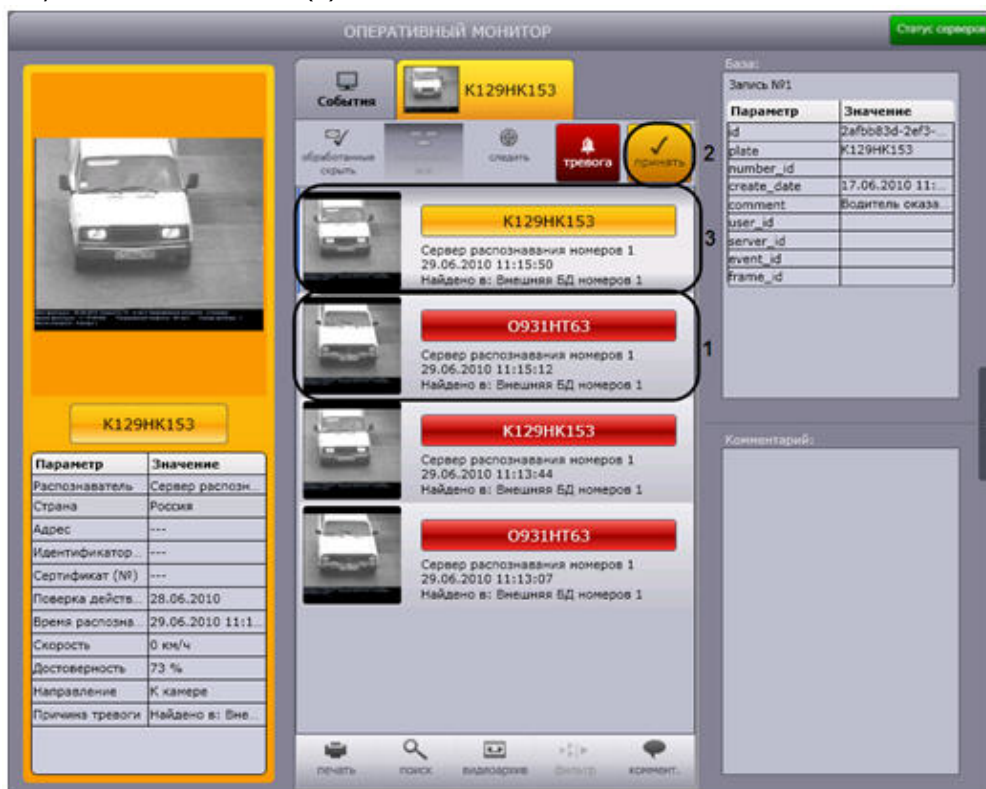 ОПЕРАТИВНЫЙ МОНИТОР
Статус серверов
К129НК153
Параметр Значение
Распознаватель Сервер распозн...
Страна Россия
Адрес ---
Идентификатор... ---
Сертификат (№) ---
Поверка действ... 28.06.2010
Время распозна... 29.06.2010 11:1...
Скорость 0 км/ч
Достоверность 73 %
Направление К камере
Причина тревоги Найдено в: Вне...
События
К129НК153
обработанные
скрыть
следить
тревога
принять
2
К129НК153
Сервер распознавания номеров 1
29.06.2010 11:15:50
Найдено в: Внешняя БД номеров 1
3
О931НТ63
Сервер распознавания номеров 1
29.06.2010 11:15:12
Найдено в: Внешняя БД номеров 1
1
К129НК153
Сервер распознавания номеров 1
29.06.2010 11:13:44
Найдено в: Внешняя БД номеров 1
О931НТ63
Сервер распознавания номеров 1
29.06.2010 11:13:07
Найдено в: Внешняя БД номеров 1
печать поиск видеоархив фильтр коммент.
База:
Запись №1
Параметр Значение
id 2afbb83d-2ef3-...
plate К129НК153
number_id
create_date 17.06.2010 11:...
comment Водитель оказа...
user_id
server_id
event_id
frame_id
Комментарий: